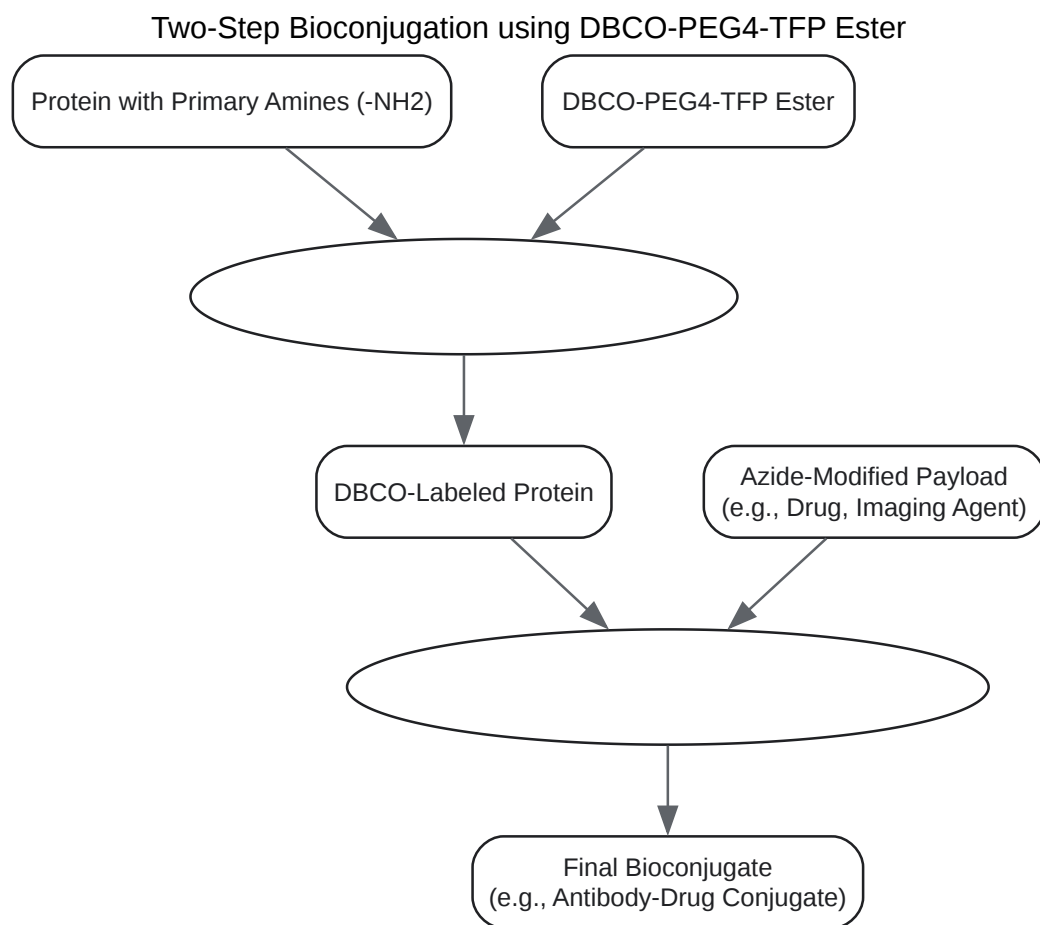 Two-Step Bioconjugation using DBCO-PEG4-TFP Ester
Protein with Primary Amines (-NH2)
DBCO-PEG4-TFP Ester
DBCO-Labeled Protein
Azide-Modified Payload
(e.g., Drug, Imaging Agent)
Final Bioconjugate
(e.g., Antibody-Drug Conjugate)